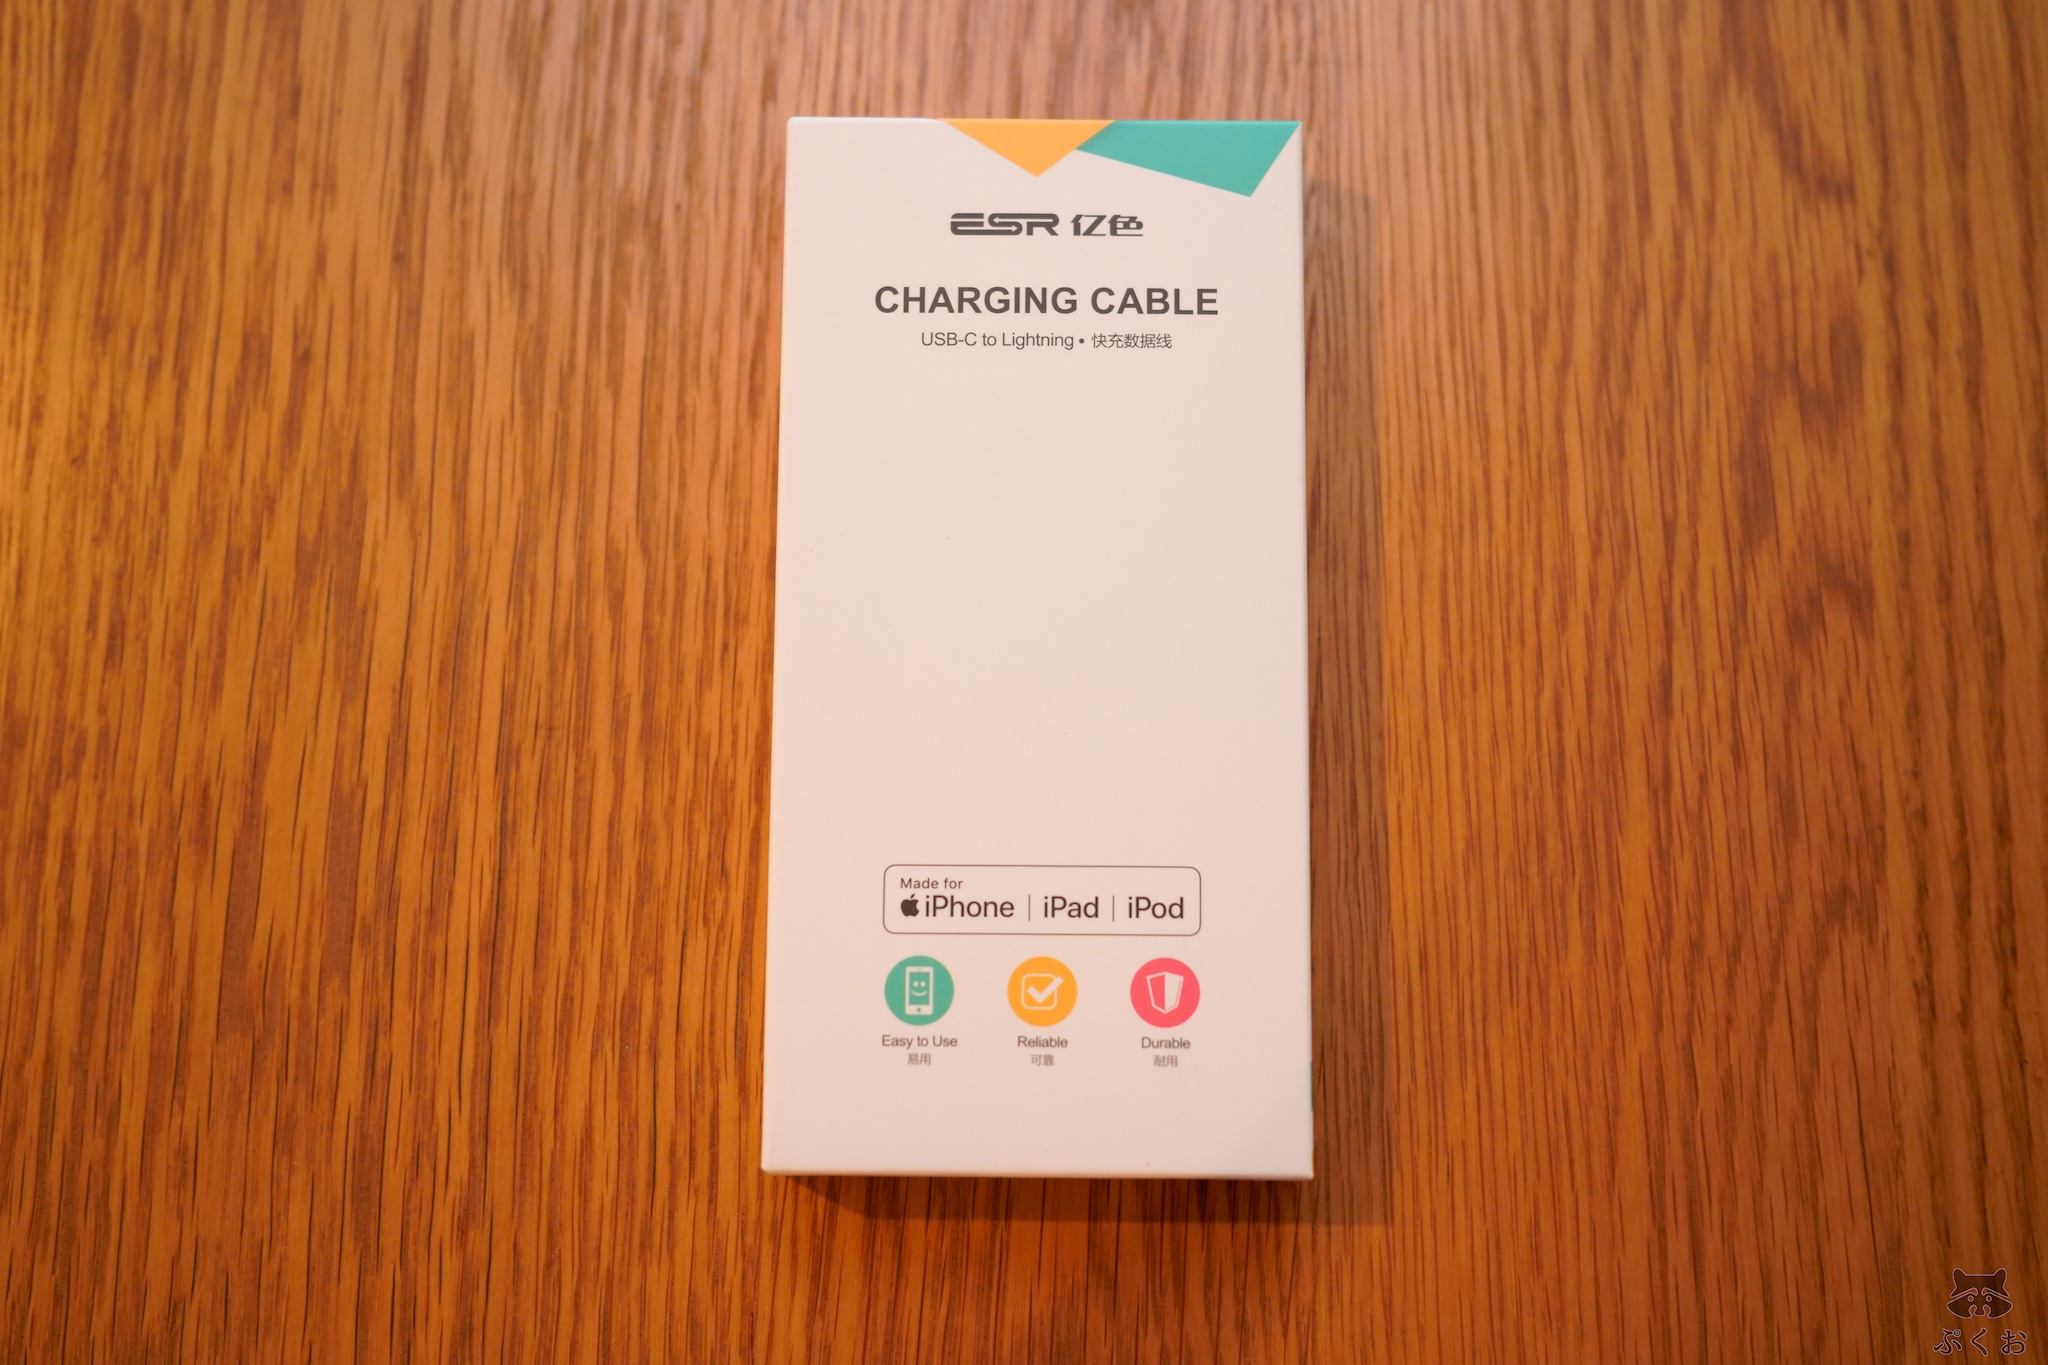 ESR 亿色
CHARGING CABLE
USB-C to Lightning • 快充数据线
Made for
iPhone | iPad | iPod
Easy to Use
易用
Reliable
可靠
Durable
耐用
ぷくお